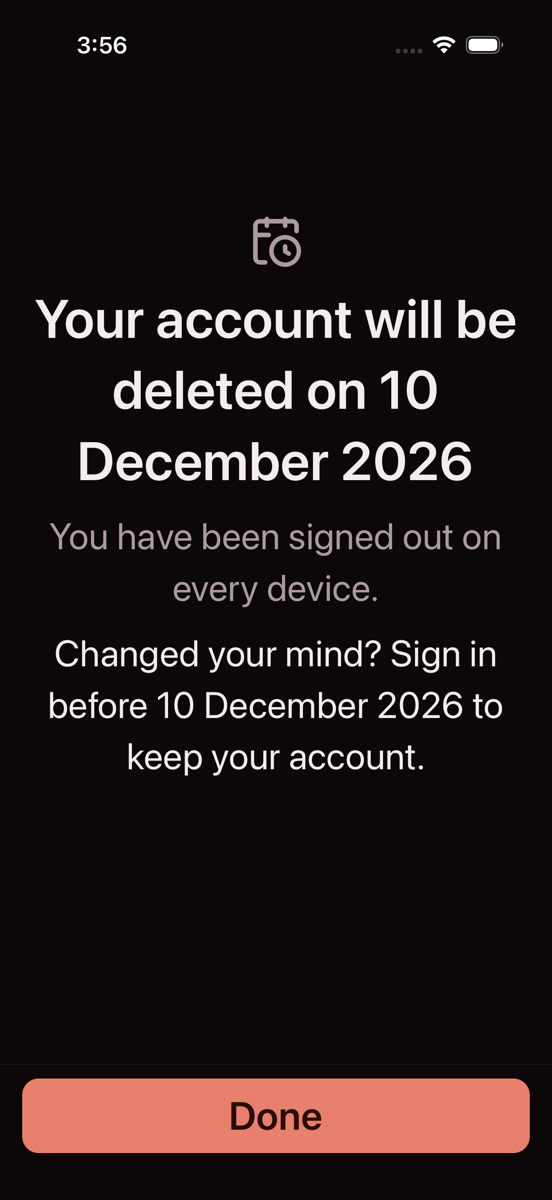 3:56
Your account will be
deleted on 10
December 2026
You have been signed out on
every device.
Changed your mind? Sign in
before 10 December 2026 to
keep your account.
Done